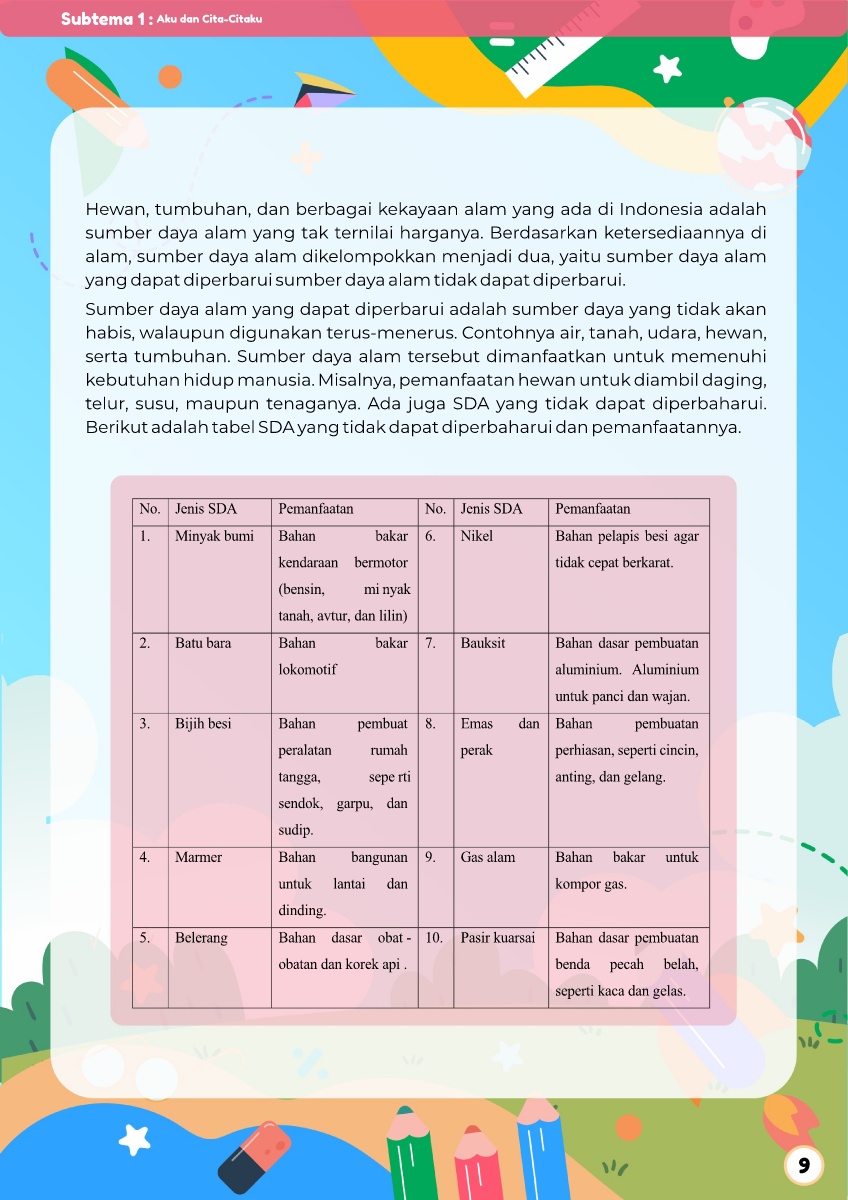 Subtema 1 : Aku dan Cita-Citaku
Hewan, tumbuhan, dan berbagai kekayaan alam yang ada di Indonesia adalah
sumber daya alam yang tak ternilai harganya. Berdasarkan ketersediaannya di
alam, sumber daya alam dikelompokkan menjadi dua, yaitu sumber daya alam
yang dapat diperbarui sumber daya alam tidak dapat diperbarui.
Sumber daya alam yang dapat diperbarui adalah sumber daya yang tidak akan
habis, walaupun digunakan terus-menerus. Contohnya air, tanah, udara, hewan,
serta tumbuhan. Sumber daya alam tersebut dimanfaatkan untuk memenuhi
kebutuhan hidup manusia. Misalnya, pemanfaatan hewan untuk diambil daging,
telur, susu, maupun tenaganya. Ada juga SDA yang tidak dapat diperbaharui.
Berikut adalah tabel SDA yang tidak dapat diperbaharui dan pemanfaatannya.
No. Jenis SDA Pemanfaatan No. Jenis SDA Pemanfaatan
1. Minyak bumi Bahan bakar 6. Nikel Bahan pelapis besi agar
kendaraan bermotor tidak cepat berkarat.
(bensin, mi nyak
tanah, avtur, dan lilin)
2. Batu bara Bahan bakar 7. Bauksit Bahan dasar pembuatan
lokomotif aluminium. Aluminium
untuk panci dan wajan.
3. Bijih besi Bahan pembuat 8. Emas dan Bahan pembuatan
peralatan rumah perak perhiasan, seperti cincin,
tangga, sepe rti anting, dan gelang.
sendok, garpu, dan
sudip.
4. Marmer Bahan bangunan 9. Gas alam Bahan bakar untuk
untuk lantai dan kompor gas.
dinding.
5. Belerang Bahan dasar obat - 10. Pasir kuarsai Bahan dasar pembuatan
obatan dan korek api . benda pecah belah,
seperti kaca dan gelas.
9